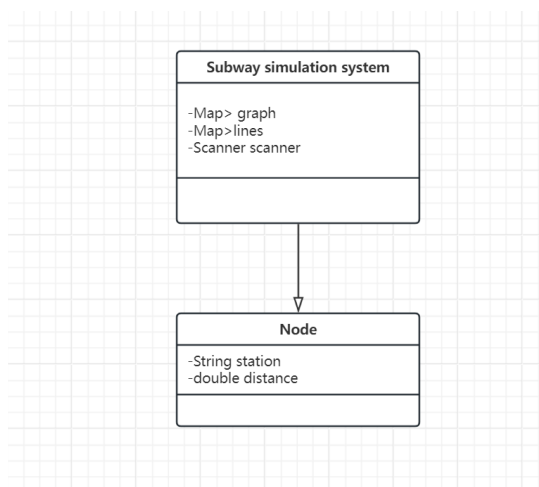 Subway simulation system
-Map> graph
-Map>lines
-Scanner scanner
Node
-String station
-double distance